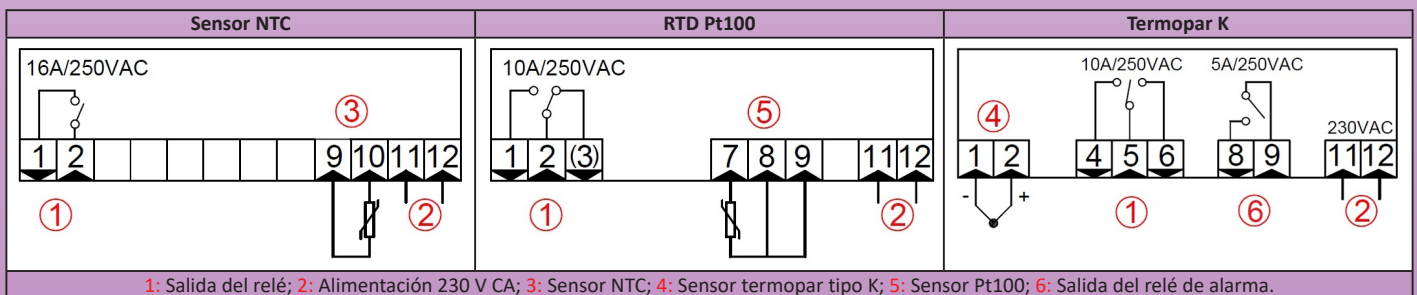 Sensor NTC
RTD Pt100
Termopar K
16A/250VAC
③
1 2 9 10 11 12
① ②
10A/250VAC
⑤
1 2 (3) 7 8 9 11 12
① ②
10A/250VAC 5A/250VAC
④
230VAC
1 2 4 5 6 8 9 11 12
- +
① ⑥ ②
1: Salida del relé; 2: Alimentación 230 V CA; 3: Sensor NTC; 4: Sensor termopar tipo K; 5: Sensor Pt100; 6: Salida del relé de alarma.